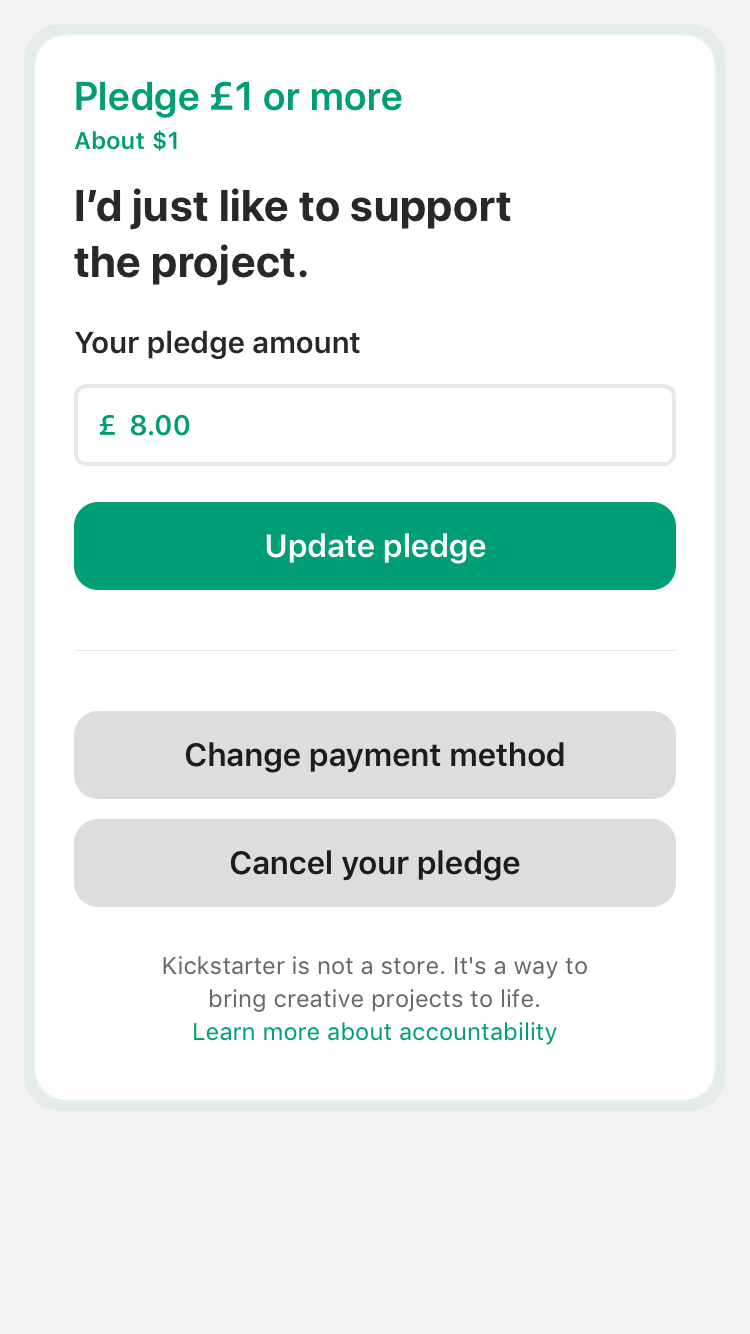 Pledge £1 or more
About $1
I’d just like to support
the project.
Your pledge amount
£ 8.00
Update pledge
Change payment method
Cancel your pledge
Kickstarter is not a store. It's a way to
bring creative projects to life.
Learn more about accountability